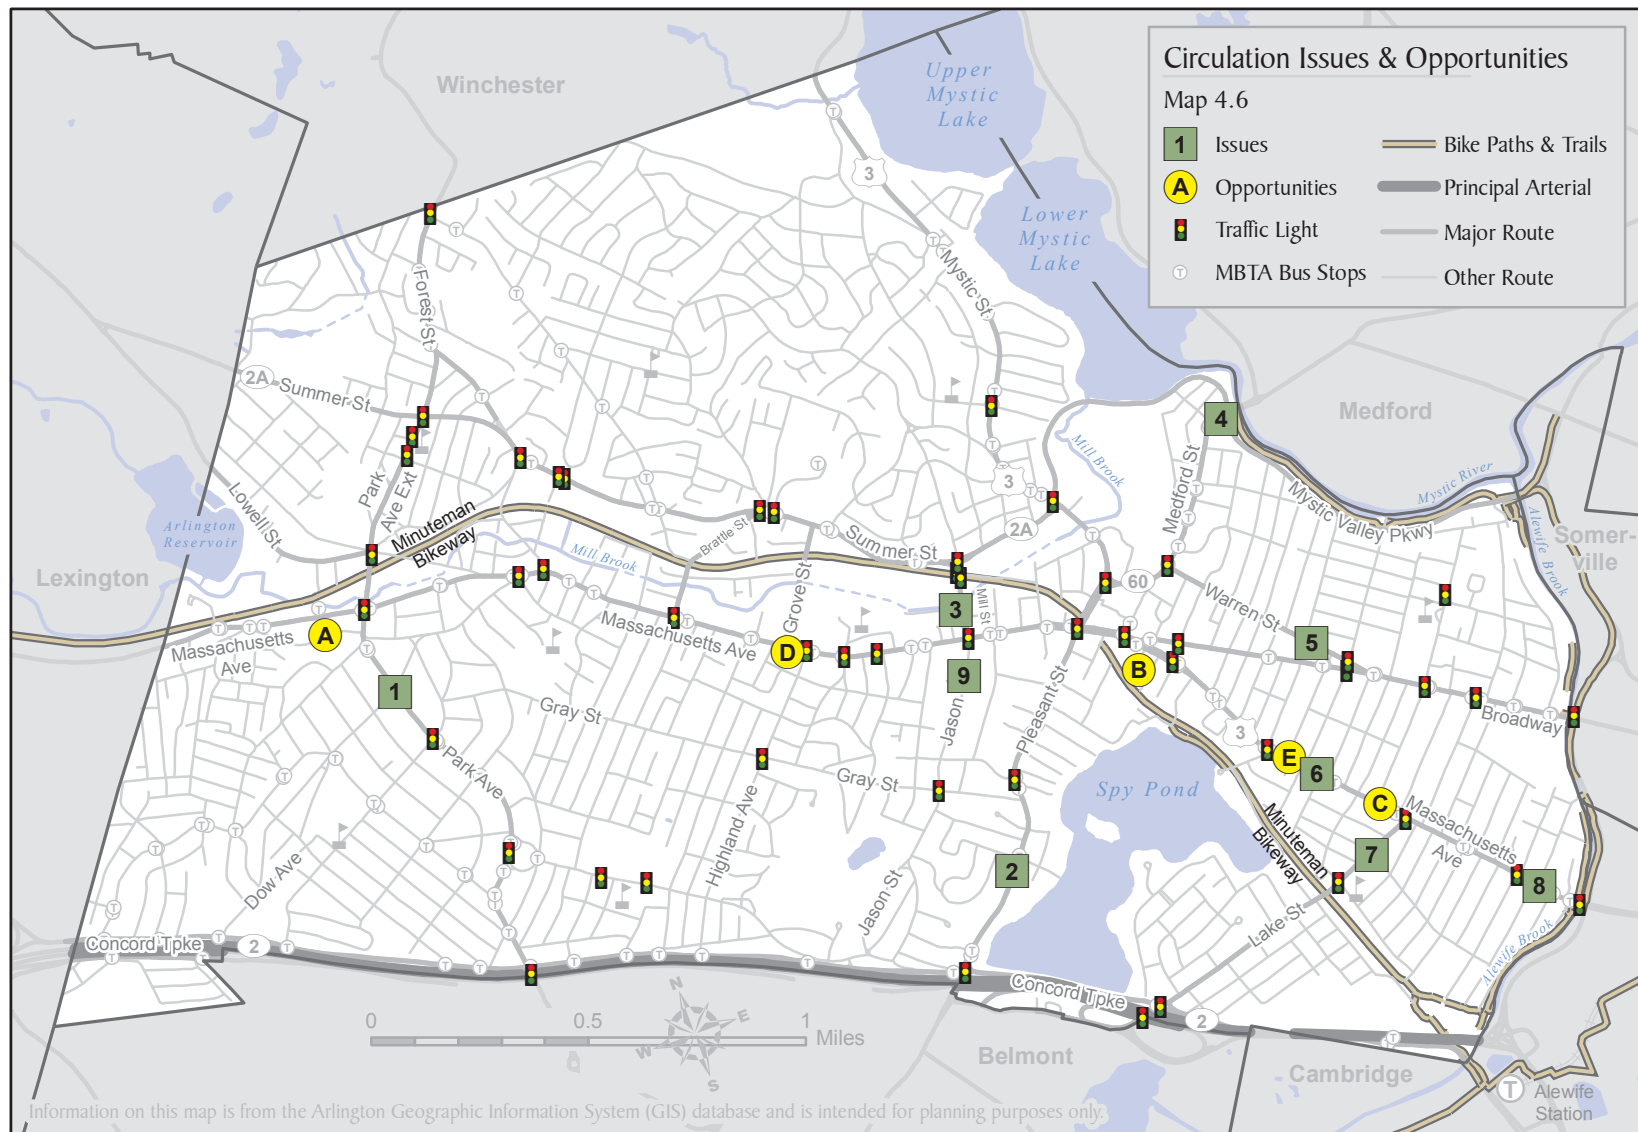 Circulation Issues & Opportunities
Map 4.6
1 Issues
Bike Paths & Trails
A Opportunities
Principal Arterial
Traffic Light
Major Route
T MBTA Bus Stops
Other Route
Winchester
Upper
Mystic
Lake
3
Lower
Mystic
Lake
Mystic St
Forest St
2A
Summer St
Medford
4
Park
Ave Ext
Mill Brook
Medford St
3
Mystic River
Mystic Valley Pkwy
Lowell St
Arlington
Reservoir
Minuteman
Bikeway
Brattle St
2A
Summer St
Alewife Brook
Somer-
ville
Lexington
Mill Brook
60
Warren St
Grove St
3
Mill St
Massachusetts
Ave
A
Massachusetts Ave
D
5
B
9
1
Gray St
Jason
Pleasant St
Broadway
3
E
6
Park Ave
Gray St
Spy Pond
C
Massachusetts
Ave
Highland Ave
Minuteman
Bikeway
7
2
8
Dow Ave
Jason St
Lake St
Concord Tpke
2
Alewife Brook
Concord Tpke
2
N
E
W
S
0
0.5
1
Miles
Belmont
Cambridge
T Alewife
Station
Information on this map is from the Arlington Geographic Information System (GIS) database and is intended for planning purposes only.